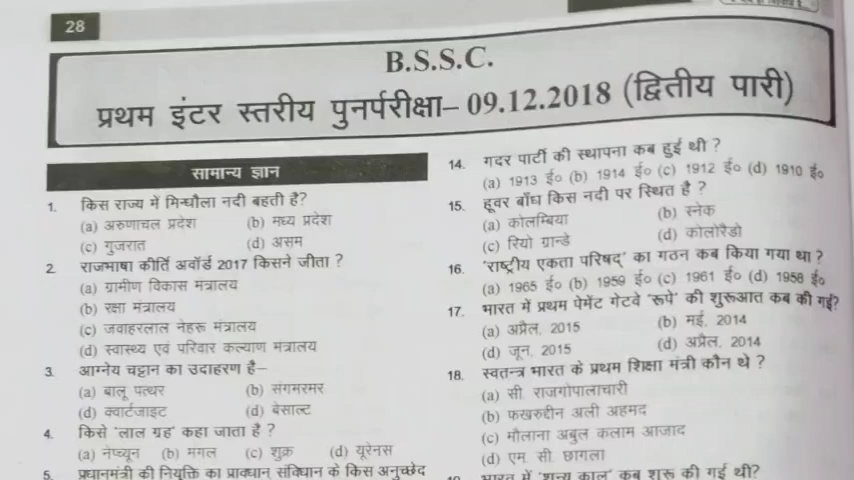 28
B.S.S.C.
प्रथम इंटर स्तरीय पुनर्परीक्षा– 09.12.2018 (द्वितीय पारी)
सामान्य ज्ञान
1. किस राज्य में मिन्धौला नदी बहती है?
(a) अरुणाचल प्रदेश (b) मध्य प्रदेश
(c) गुजरात (d) असम
2. राजभाषा कीर्ति अवॉर्ड 2017 किसने जीता ?
(a) ग्रामीण विकास मंत्रालय
(b) रक्षा मंत्रालय
(c) जवाहरलाल नेहरू मंत्रालय
(d) स्वास्थ्य एवं परिवार कल्याण मंत्रालय
3. आग्नेय चट्टान का उदाहरण है–
(a) बालू पत्थर (b) संगमरमर
(d) क्वार्टजाइट (d) बेसाल्ट
4. किसे 'लाल ग्रह' कहा जाता है ?
(a) नेप्च्यून (b) मंगल (c) शुक्र (d) यूरेनस
5. प्रधानमंत्री की नियुक्ति का प्रावधान संविधान के किस अनुच्छेद
14. गदर पार्टी की स्थापना कब हुई थी ?
(a) 1913 ई० (b) 1914 ई० (c) 1912 ई० (d) 1910 ई०
15. हूवर बाँध किस नदी पर स्थित है ?
(a) कोलम्बिया (b) स्नेक
(c) रियो ग्रान्डे (d) कोलोरैडो
16. 'राष्ट्रीय एकता परिषद्' का गठन कब किया गया था ?
(a) 1965 ई० (b) 1959 ई० (c) 1961 ई० (d) 1958 ई०
17. भारत में प्रथम पेमेंट गेटवे 'रूपे' की शुरूआत कब की गई?
(a) अप्रैल, 2015 (b) मई, 2014
(d) जून, 2015 (d) अप्रैल, 2014
18. स्वतन्त्र भारत के प्रथम शिक्षा मंत्री कौन थे ?
(a) सी. राजगोपालाचारी
(b) फखरुद्दीन अली अहमद
(c) मौलाना अबुल कलाम आजाद
(d) एम. सी. छागला
भारत में 'शून्य काल' कब शुरू की गई थी?